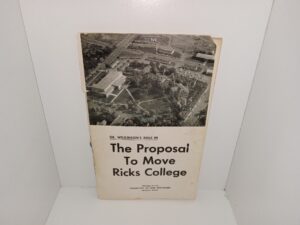 DR. WILKINSON'S ROLE IN
The Proposal
To Move
Ricks College